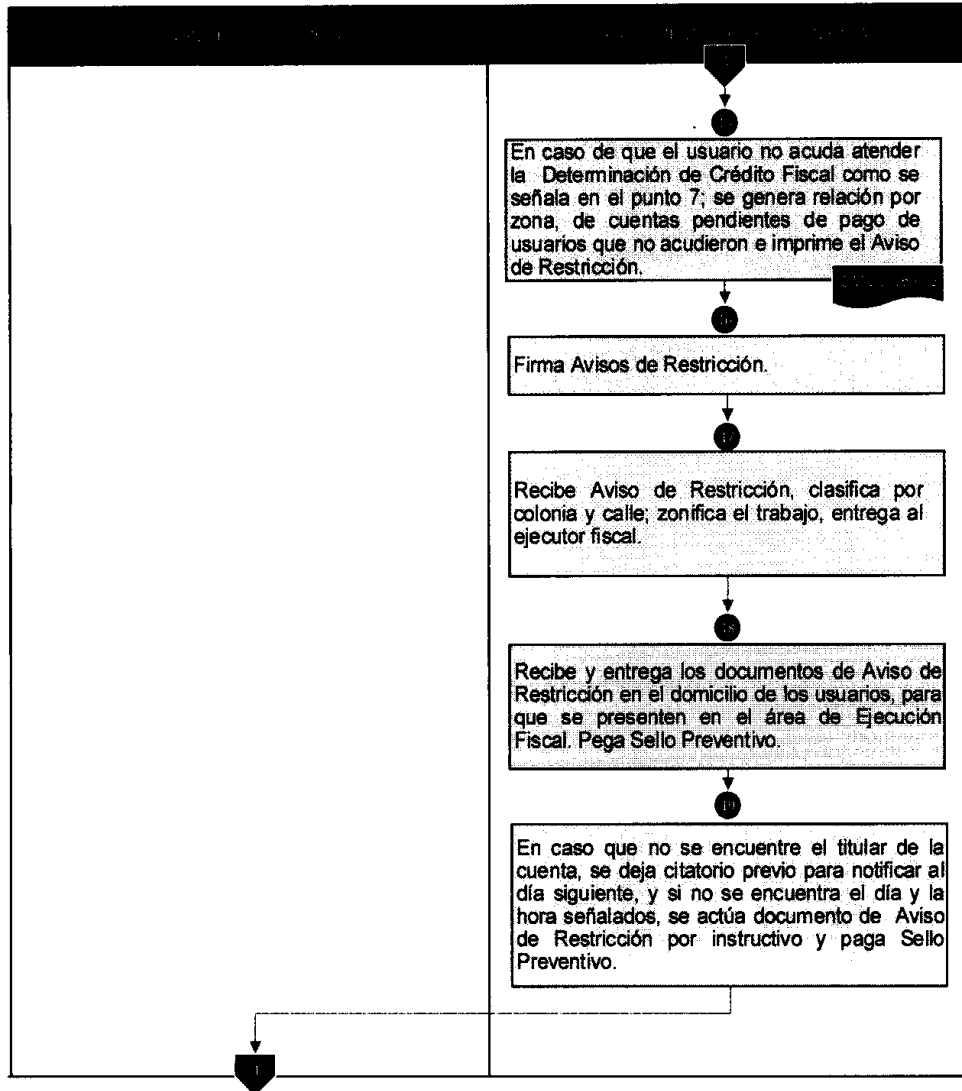 En caso de que el usuario no acuda atender
la Determinación de Crédito Fiscal como se
señala en el punto 7; se genera relación por
zona, de cuentas pendientes de pago de
usuarios que no acudieron e imprime el Aviso
de Restricción.
Firma Avisos de Restricción.
17
Recibe Aviso de Restricción, clasifica por
colonia y calle; zonifica el trabajo, entrega al
ejecutor fiscal.
18
Recibe y entrega los documentos de Aviso de
Restricción en el domicilio de los usuarios, para
que se presenten en el área de Ejecución
Fiscal. Pega Sello Preventivo.
19
En caso que no se encuentre el titular de la
cuenta, se deja citatorio previo para notificar al
día siguiente, y si no se encuentra el día y la
hora señalados, se actúa documento de Aviso
de Restricción por instructivo y paga Sello
Preventivo.
1